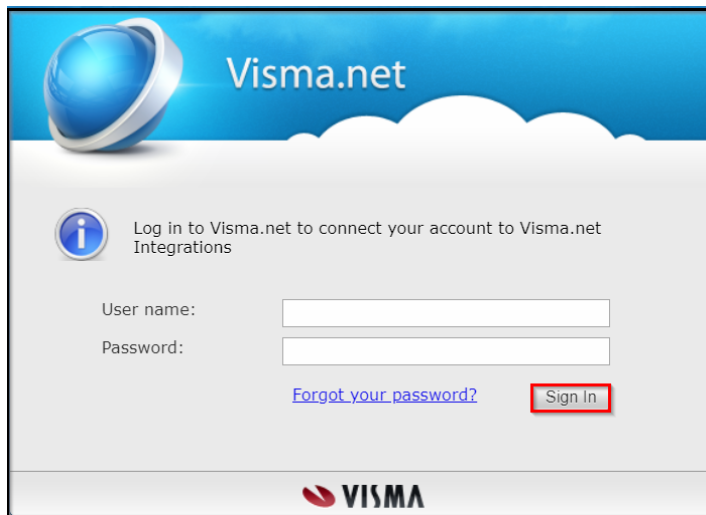 Visma.net
Log in to Visma.net to connect your account to Visma.net
Integrations
User name:
Password:
Forgot your password?
Sign In
VISMA